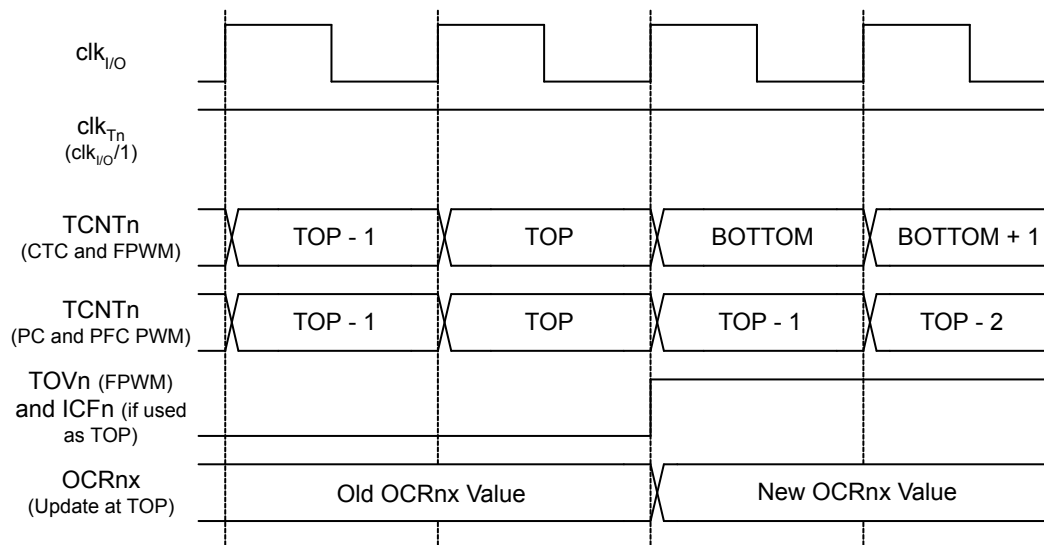 clkI/O
clkTn
(clkI/O/1)
TCNTn
(CTC and FPWM)
TOP - 1 TOP BOTTOM BOTTOM + 1
TCNTn
(PC and PFC PWM)
TOP - 1 TOP TOP - 1 TOP - 2
TOVn (FPWM)
and ICFn (if used
as TOP)
OCRnx
(Update at TOP)
Old OCRnx Value New OCRnx Value